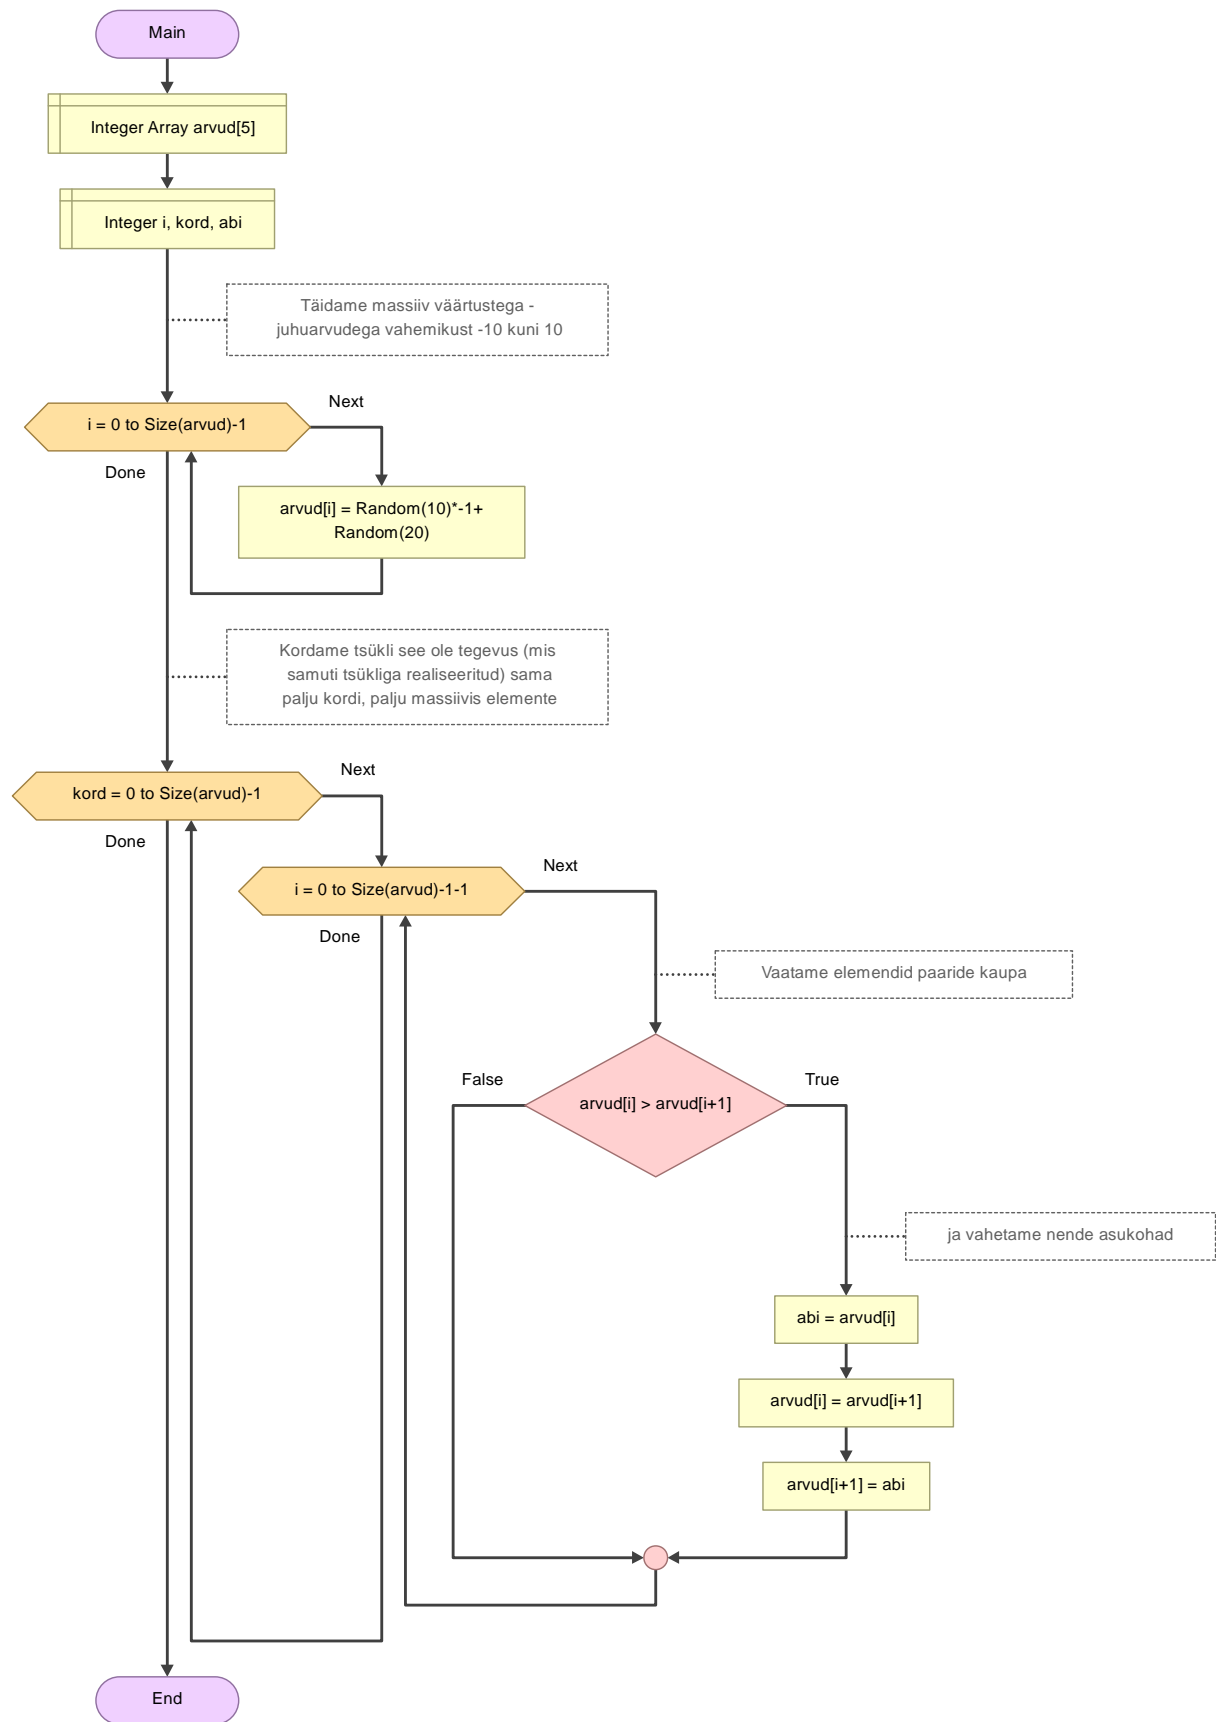 Main
Integer Array arvud[5]
Integer i, kord, abi
Täidame massiiv väärtustega -
juhuarvudega vahemikust -10 kuni 10
Next
i = 0 to Size(arvud)-1
Done
arvud[i] = Random(10)*-1+
Random(20)
Kordame tsükli see ole tegevus (mis
samuti tsükliga realiseeritud) sama
palju kordi, palju massiivis elemente
Next
kord = 0 to Size(arvud)-1
Done
Next
i = 0 to Size(arvud)-1-1
Done
Vaatame elemendid paaride kaupa
False
True
arvud[i] > arvud[i+1]
ja vahetame nende asukohad
abi = arvud[i]
arvud[i] = arvud[i+1]
arvud[i+1] = abi
End